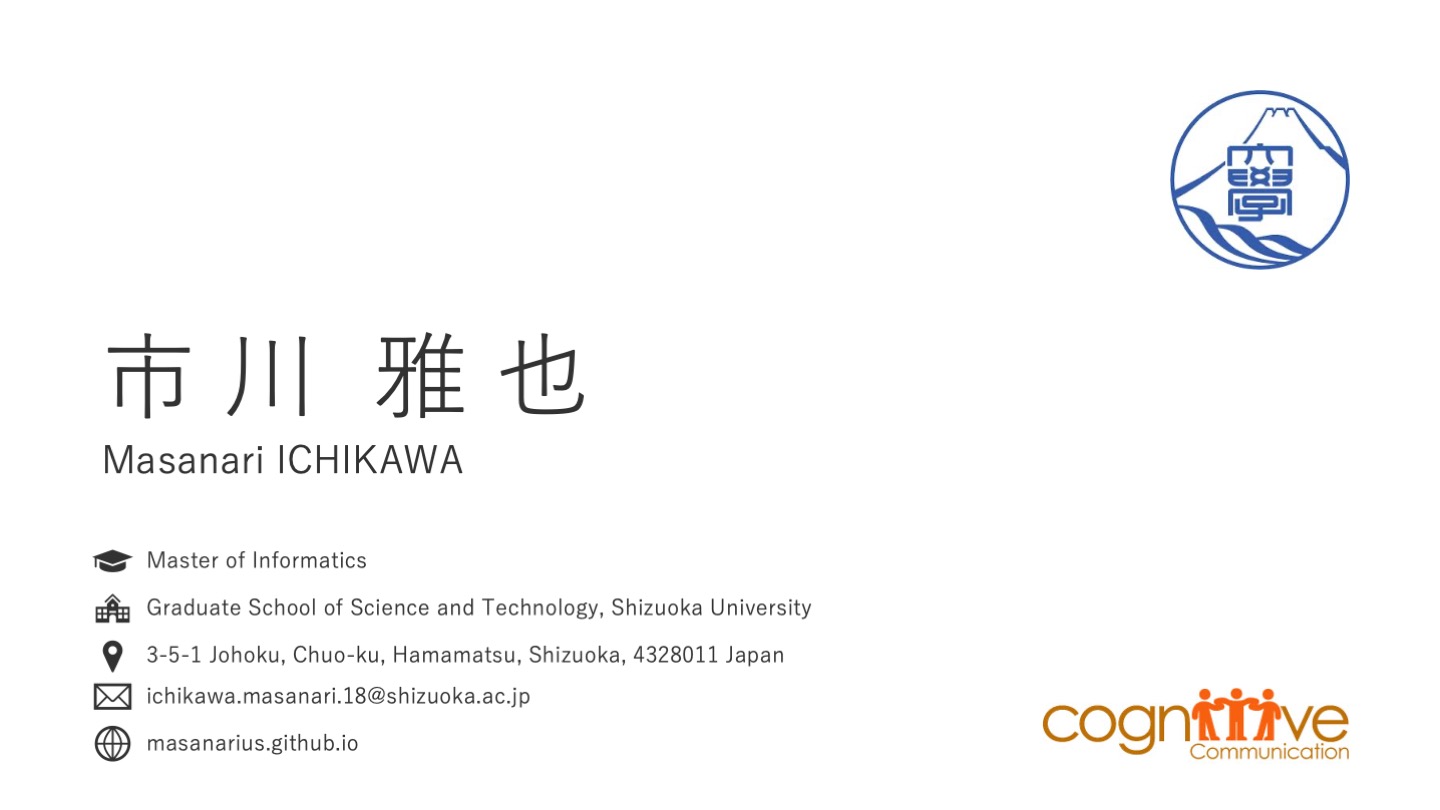 學
市川 雅也
Masanari ICHIKAWA
Master of Informatics
Graduate School of Science and Technology, Shizuoka University
3-5-1 Johoku, Chuo-ku, Hamamatsu, Shizuoka, 4328011 Japan
ichikawa.masanari.18@shizuoka.ac.jp
masanarius.github.io
cognitive
Communication